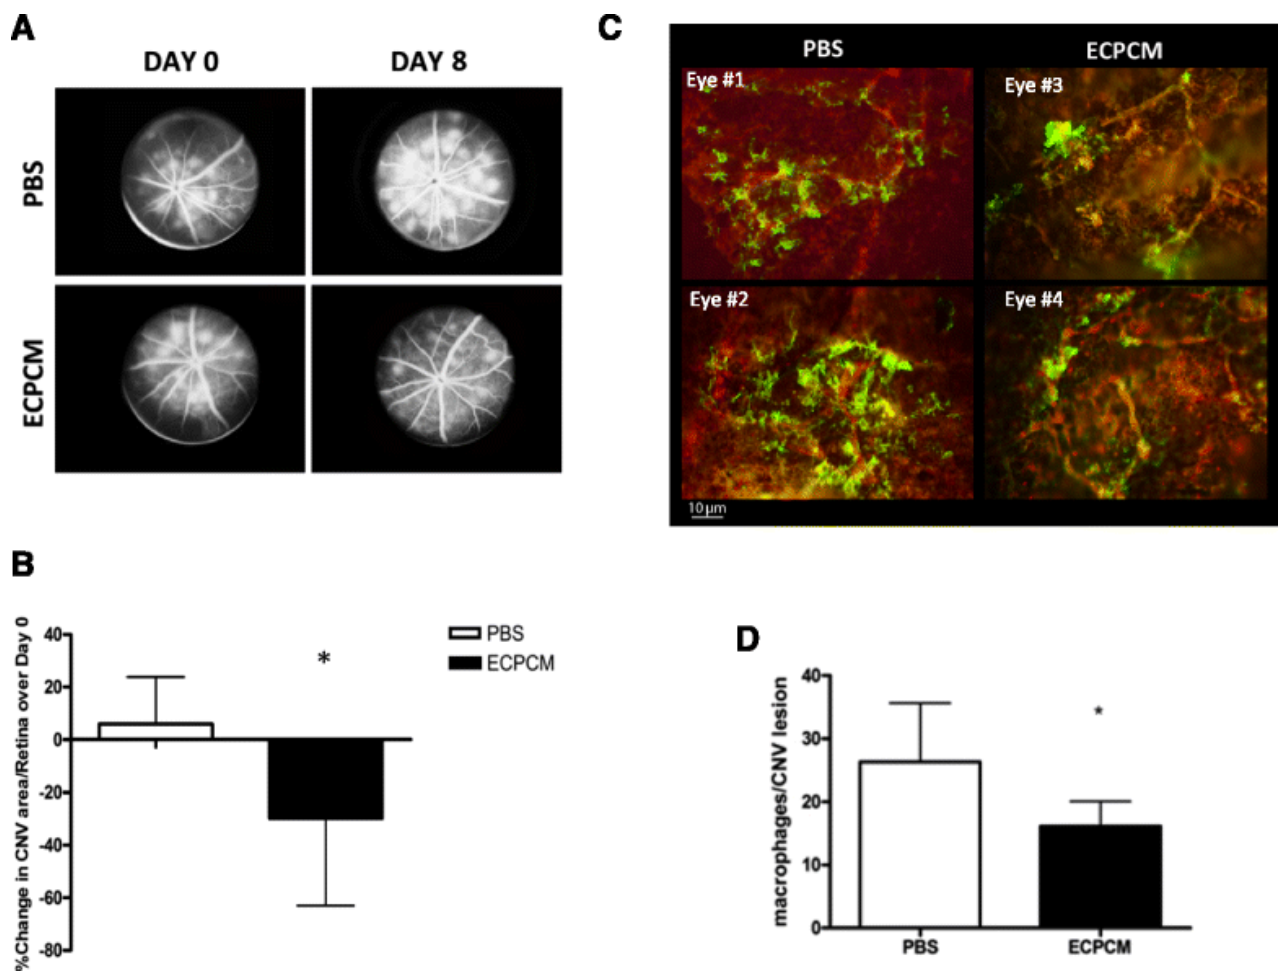 A
DAY 0
DAY 8
PBS
ECPCM
B
%Change in CNV area/Retina over Day 0
40
20
0
-20
-40
-60
-80
*
PBS
ECPCM
C
PBS
ECPCM
Eye #1
Eye #3
Eye #2
Eye #4
10 µm
D
macrophages/CNV lesion
40
30
20
10
0
*
PBS
ECPCM